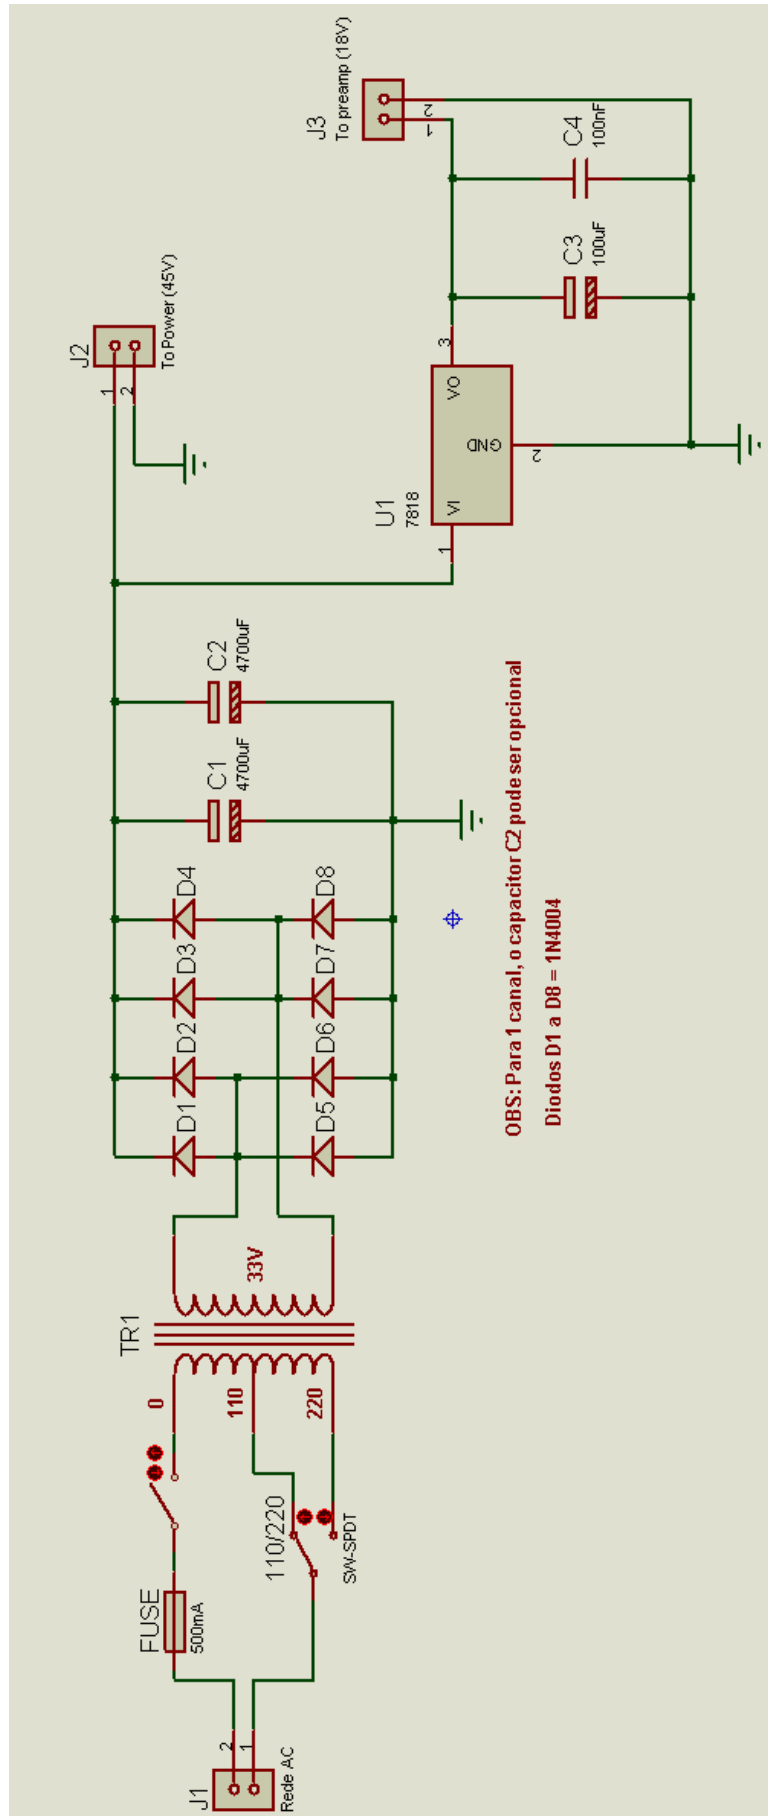 J1
Rede AC
2
1
FUSE
500mA
110/220
SW-SPDT
0
110
220
TR1
33V
D1
D2
D3
D4
D5
D6
D7
D8
C1
4700uF
C2
4700uF
J2
To Power (45V)
1
2
U1
7818
1
VI
VO
3
GND
2
C3
100uF
C4
100nF
J3
To preamp (18V)
2
1
OBS: Para 1 canal, o capacitor C2 pode ser opcional
Diodos D1 a D8 = 1N4004